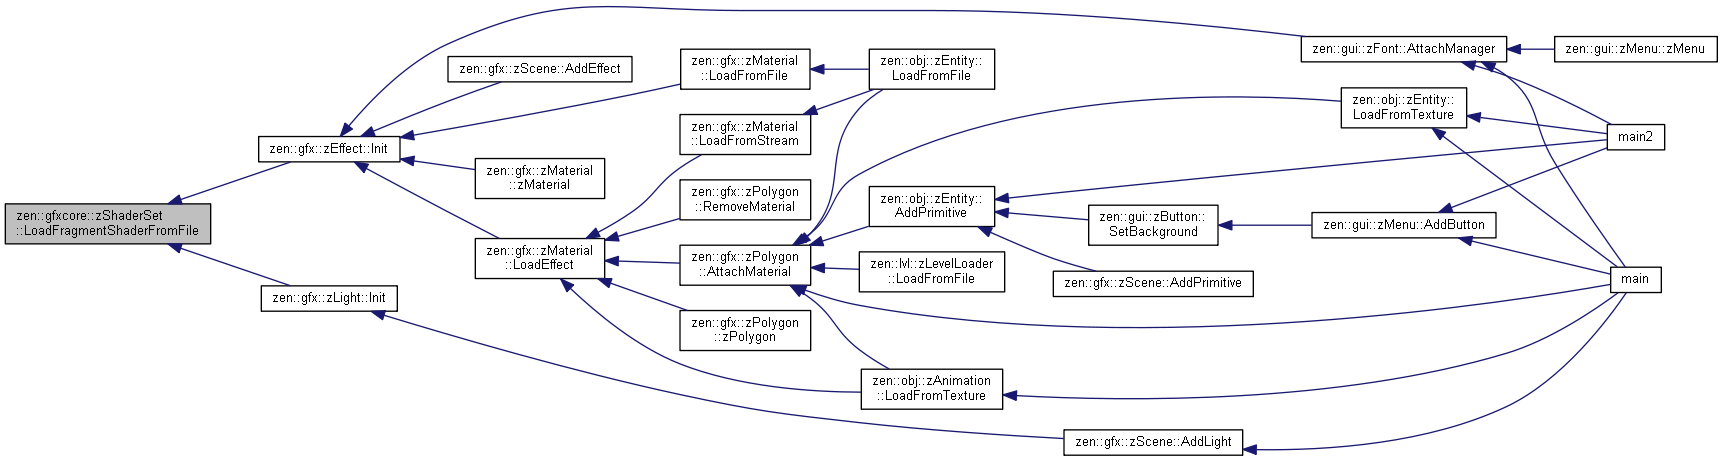 zen::gfxcore::zShaderSet
::LoadFragmentShaderFromFile
zen::gfx::zEffect::Init
zen::gfx::zLight::Init
zen::gfx::zScene::AddEffect
zen::gfx::zMaterial
::zMaterial
zen::gfx::zMaterial
::LoadEffect
zen::gfx::zMaterial
::LoadFromFile
zen::gfx::zMaterial
::LoadFromStream
zen::gfx::zPolygon
::RemoveMaterial
zen::gfx::zPolygon
::AttachMaterial
zen::gfx::zPolygon
::zPolygon
zen::obj::zEntity::
LoadFromFile
zen::obj::zEntity::
AddPrimitive
zen::lvl::zLevelLoader
::LoadFromFile
zen::obj::zAnimation
::LoadFromTexture
zen::gui::zButton::
SetBackground
zen::gfx::zScene::AddPrimitive
zen::gfx::zScene::AddLight
zen::gui::zFont::AttachManager
zen::obj::zEntity::
LoadFromTexture
zen::gui::zMenu::AddButton
zen::gui::zMenu::zMenu
main2
main